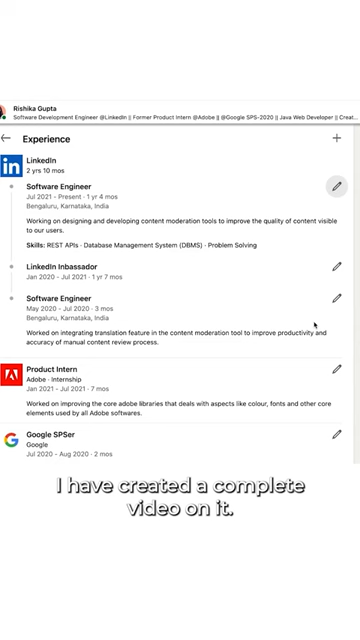 Rishika Gupta
Software Development Engineer @LinkedIn || Former Product Intern @Adobe || @Google SPS-2020 || Java Web Developer || Creat...
Experience
LinkedIn
2 yrs 10 mos
Software Engineer
Jul 2021 - Present · 1 yr 4 mos
Bengaluru, Karnataka, India
Working on designing and developing content moderation tools to improve the quality of content visible
to our users.
Skills: REST APIs · Database Management System (DBMS) · Problem Solving
LinkedIn Inbassador
Jan 2020 - Jul 2021 · 1 yr 7 mos
Software Engineer
May 2020 - Jul 2020 · 3 mos
Bengaluru, Karnataka, India
Worked on integrating translation feature in the content moderation tool to improve productivity and
accuracy of manual content review process.
Product Intern
Adobe · Internship
Jan 2021 - Jul 2021 · 7 mos
Worked on improving the core adobe libraries that deals with aspects like colour, fonts and other core
elements used by all Adobe softwares.
Google SPSer
Google
Jul 2020 - Aug 2020 · 2 mos
I have created a complete
video on it.